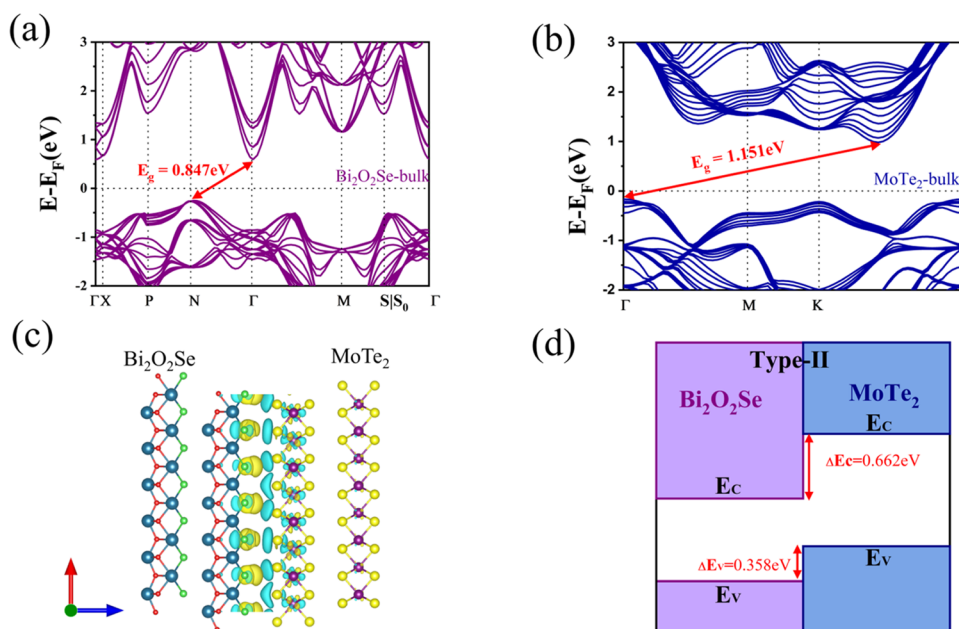 (a)
3
2
1
0
-1
-2
E-E_F(eV)
E_g = 0.847eV
Bi₂O₂Se-bulk
Γ X P N Γ M S|S₀ Γ
(b)
3
2
1
0
-1
-2
E-E_F(eV)
E_g = 1.151eV
MoTe₂-bulk
Γ M K Γ
(c)
Bi₂O₂Se
MoTe₂
(d)
Type-II
Bi₂O₂Se
MoTe₂
E_C
ΔEc=0.662eV
E_C
ΔEv=0.358eV
E_V
E_V